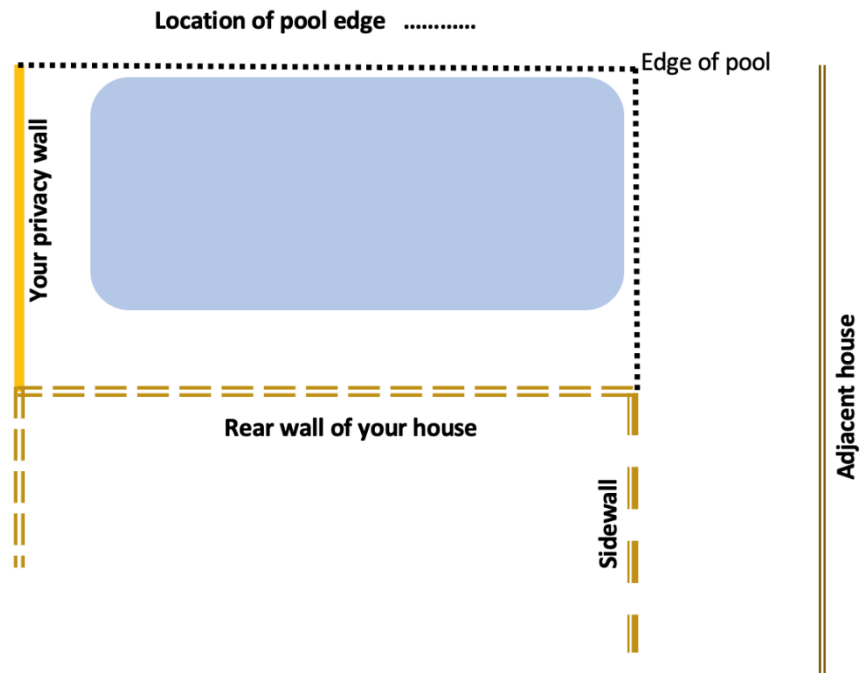 Location of pool edge ............
Edge of pool
Your privacy wall
Rear wall of your house
Sidewall
Adjacent house